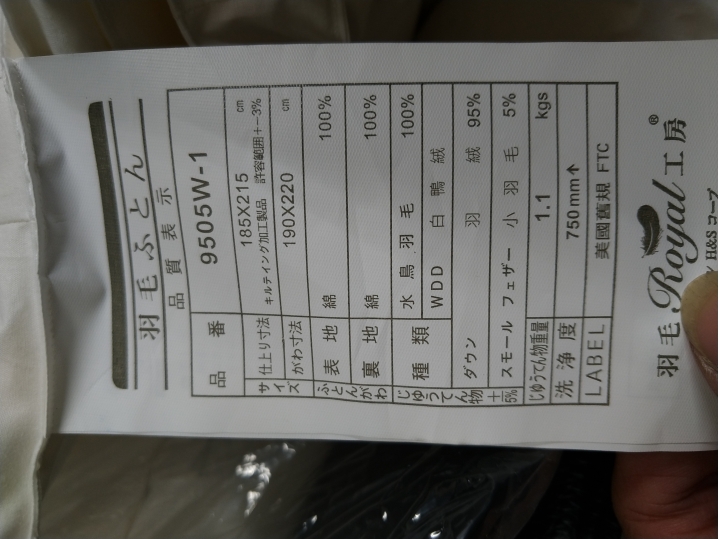 羽毛ふとん
品質表示
品番 9505W-1
サイズ 仕上り寸法 185X215 cm
キルテイング加工製品 許容範囲+-3%
がわ寸法 190X220 cm
ふとんがわ 表地 綿 100%
裏地 綿 100%
じゅうてん物 種類 水鳥羽毛 100%
WDD 白鴨絨
ダウン 羽絨 95%
±5% スモールフェザー 小羽毛 5%
じゆうてん物重量 1.1 kgs
洗浄度 750mm↑
LABEL 美國舊規 FTC
羽毛 Royal 工房®
H&S コープ